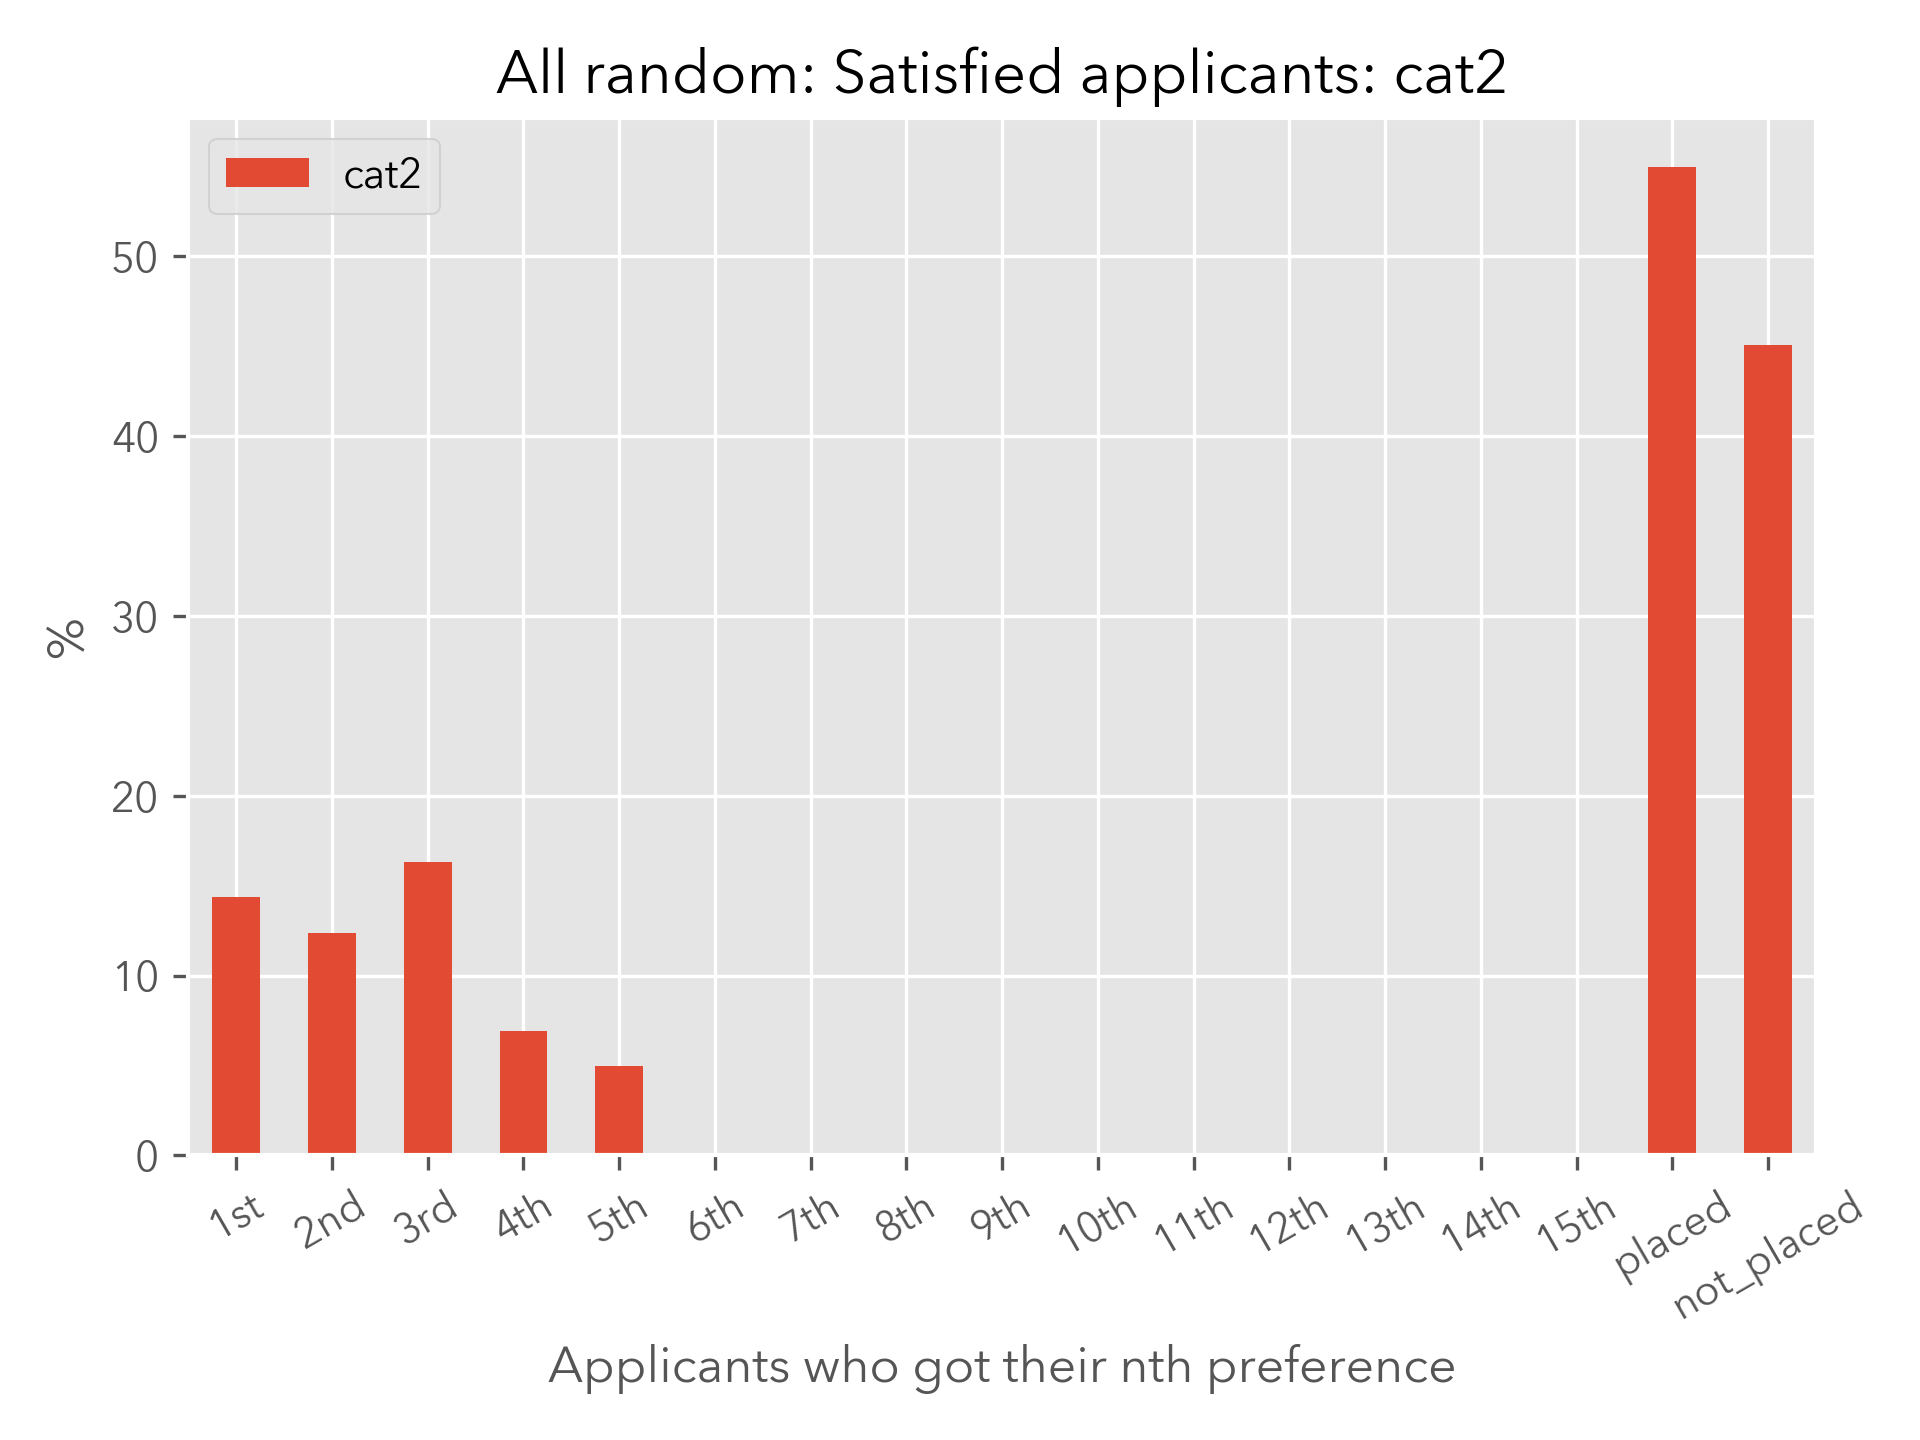 All random: Satisfied applicants: cat2
cat2
50
40
30
20
10
0
%
1st 2nd 3rd 4th 5th 6th 7th 8th 9th 10th 11th 12th 13th 14th 15th placed not_placed
Applicants who got their nth preference